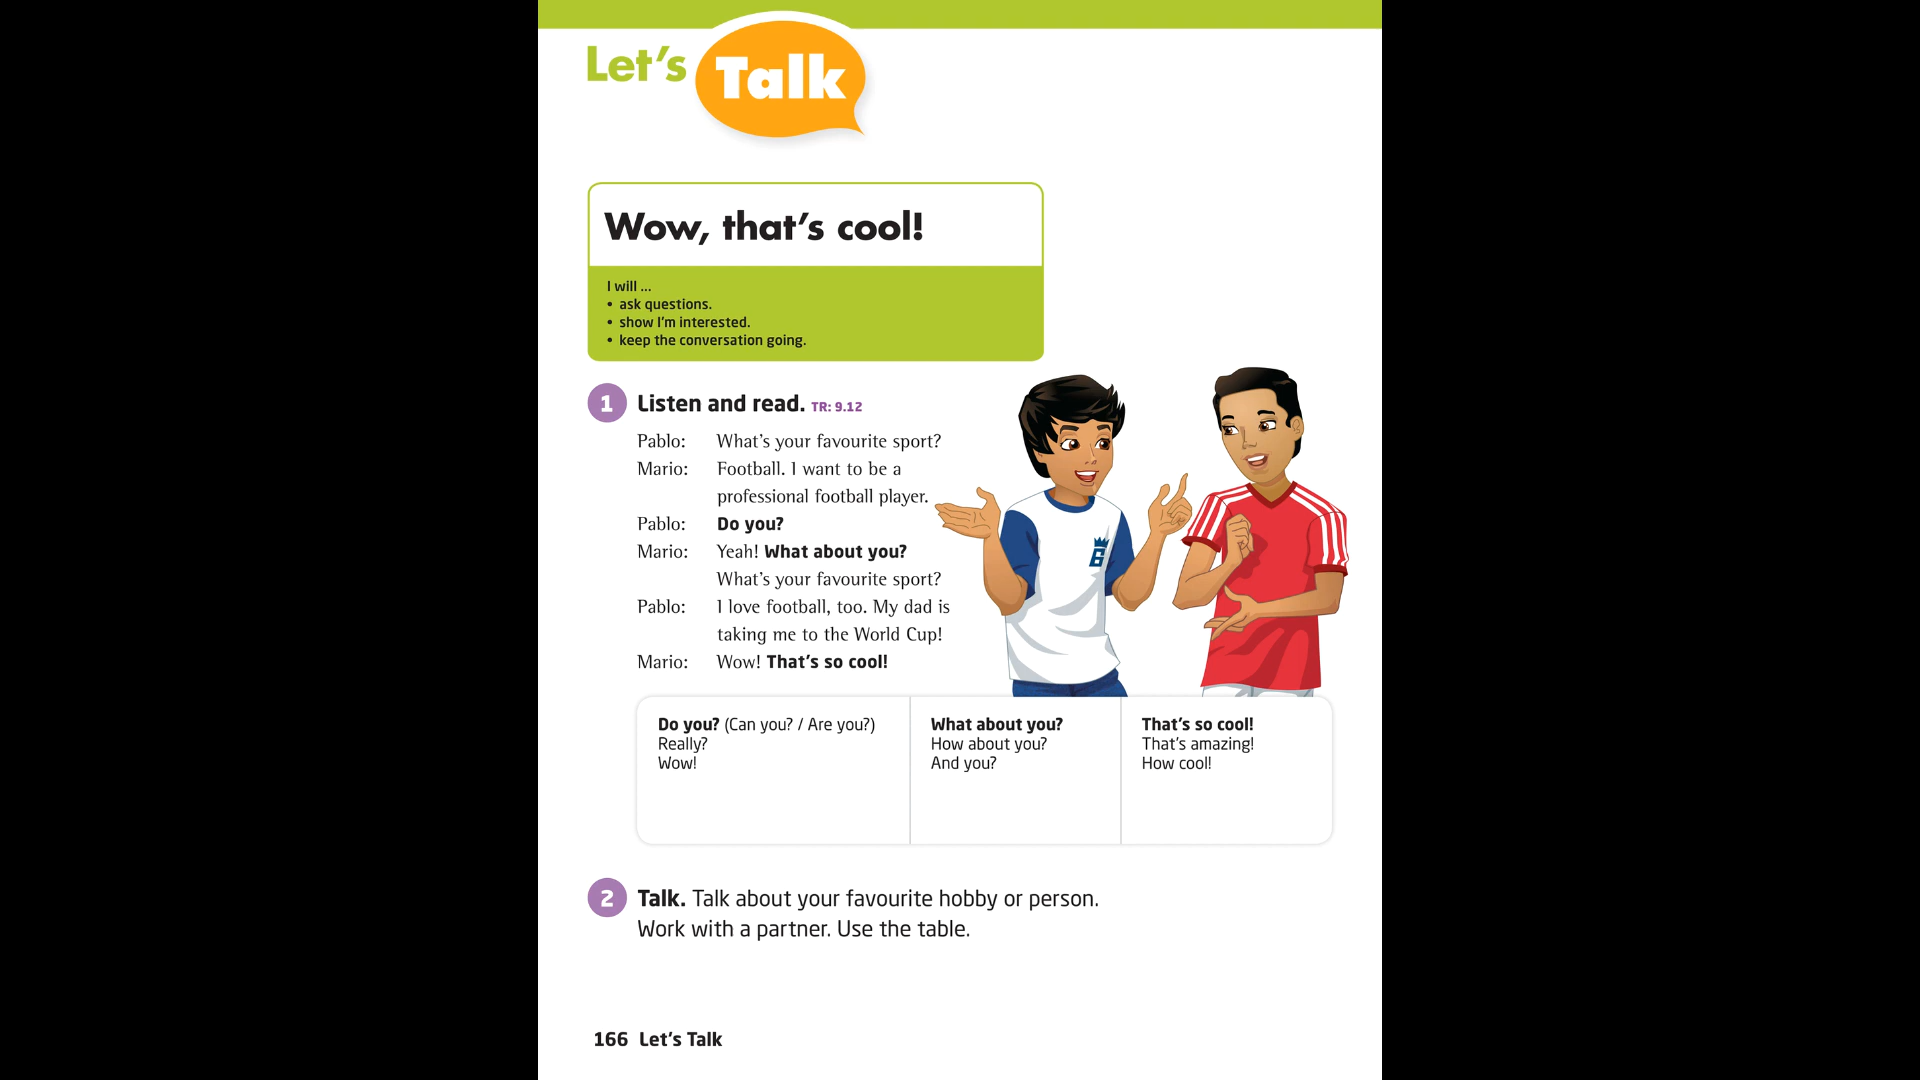 Let's Talk
Wow, that's cool!
I will ...
• ask questions.
• show I'm interested.
• keep the conversation going.
1 Listen and read. TR: 9.12
Pablo: What's your favourite sport?
Mario: Football. I want to be a
professional football player.
Pablo: Do you?
Mario: Yeah! What about you?
What's your favourite sport?
Pablo: I love football, too. My dad is
taking me to the World Cup!
Mario: Wow! That's so cool!
6
Do you? (Can you? / Are you?)
Really?
Wow!
What about you?
How about you?
And you?
That's so cool!
That's amazing!
How cool!
2 Talk. Talk about your favourite hobby or person.
Work with a partner. Use the table.
166 Let's Talk